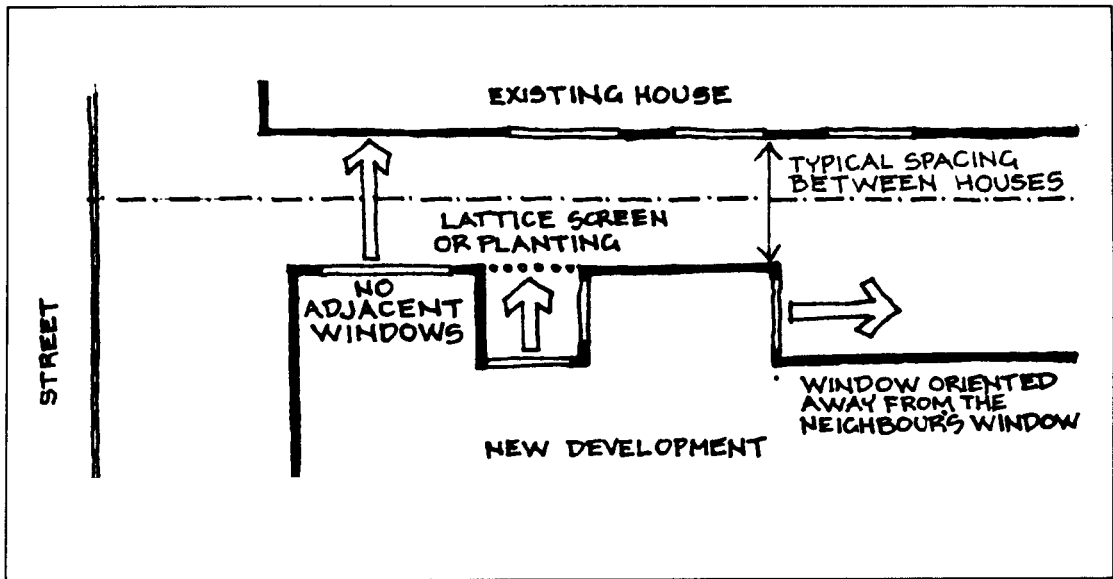 EXISTING HOUSE
TYPICAL SPACING
BETWEEN HOUSES
LATTICE SCREEN
OR PLANTING
NO
ADJACENT
WINDOWS
STREET
WINDOW ORIENTED
AWAY FROM THE
NEIGHBOUR'S WINDOW
NEW DEVELOPMENT